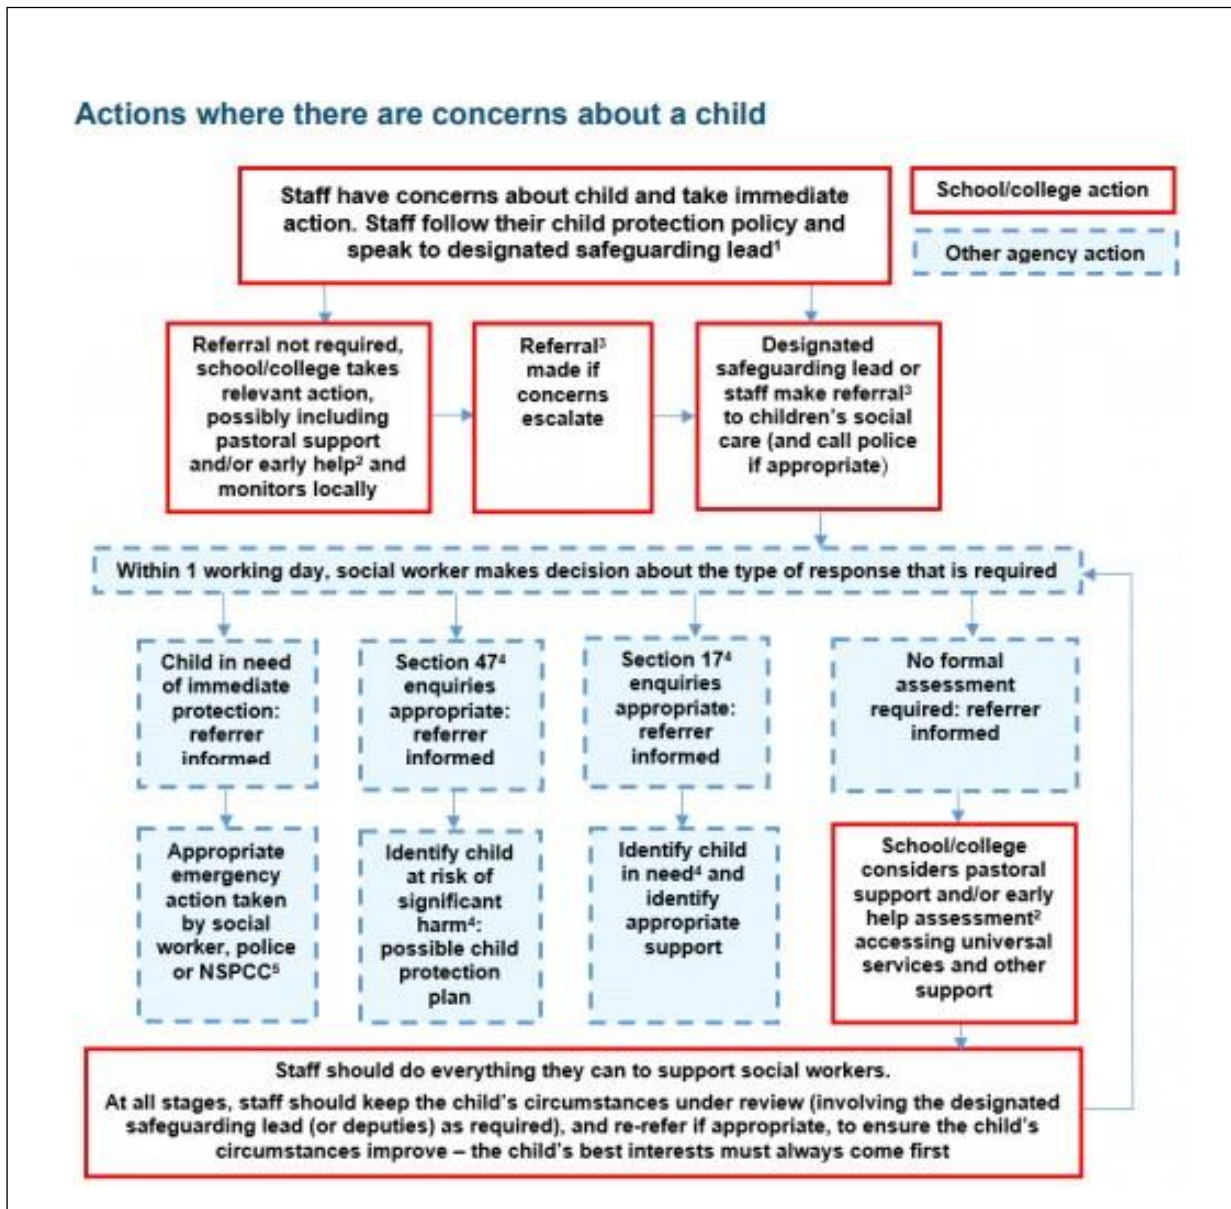 Actions where there are concerns about a child
Staff have concerns about child and take immediate
action. Staff follow their child protection policy and
speak to designated safeguarding lead¹
School/college action
Other agency action
Referral not required,
school/college takes
relevant action,
possibly including
pastoral support
and/or early help² and
monitors locally
Referral³
made if
concerns
escalate
Designated
safeguarding lead or
staff make referral³
to children's social
care (and call police
if appropriate)
Within 1 working day, social worker makes decision about the type of response that is required
Child in need
of immediate
protection:
referrer
informed
Section 47⁴
enquiries
appropriate:
referrer
informed
Section 17⁴
enquiries
appropriate:
referrer
informed
No formal
assessment
required: referrer
informed
Appropriate
emergency
action taken
by social
worker, police
or NSPCC⁵
Identify child
at risk of
significant
harm⁴:
possible child
protection
plan
Identify child
in need⁴ and
identify
appropriate
support
School/college
considers pastoral
support and/or early
help assessment²
accessing universal
services and other
support
Staff should do everything they can to support social workers.
At all stages, staff should keep the child's circumstances under review (involving the designated
safeguarding lead (or deputies) as required), and re-refer if appropriate, to ensure the child's
circumstances improve – the child's best interests must always come first